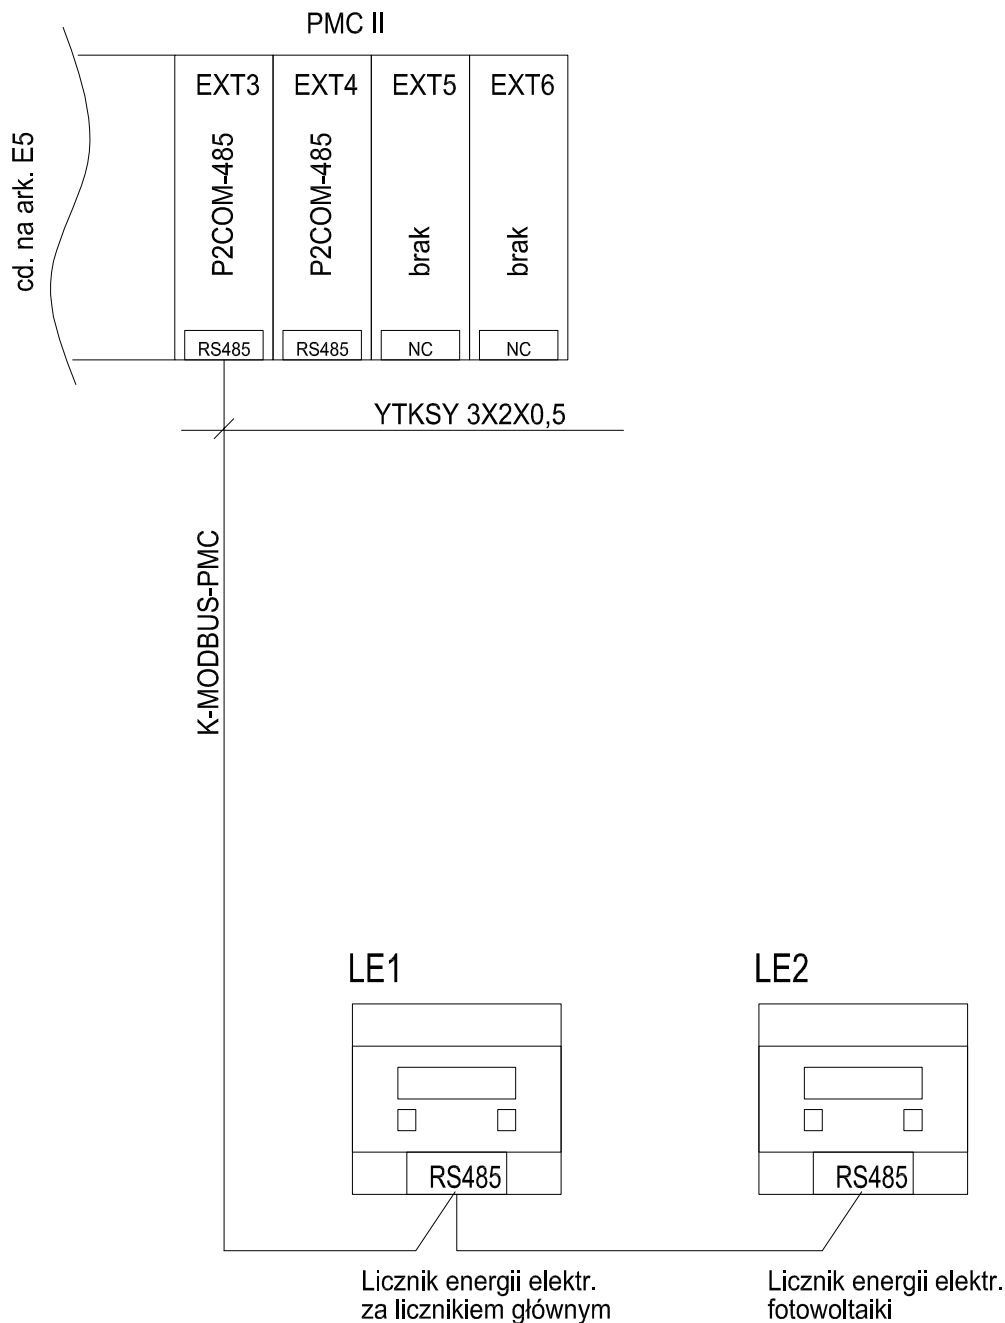 PMC II
cd. na ark. E5
EXT3
EXT4
EXT5
EXT6
P2COM-485
P2COM-485
brak
brak
RS485
RS485
NC
NC
YTKSY 3X2X0,5
K-MODBUS-PMC
LE1
LE2
RS485
RS485
Licznik energii elektr.
za licznikiem głównym
Licznik energii elektr.
fotowoltaiki